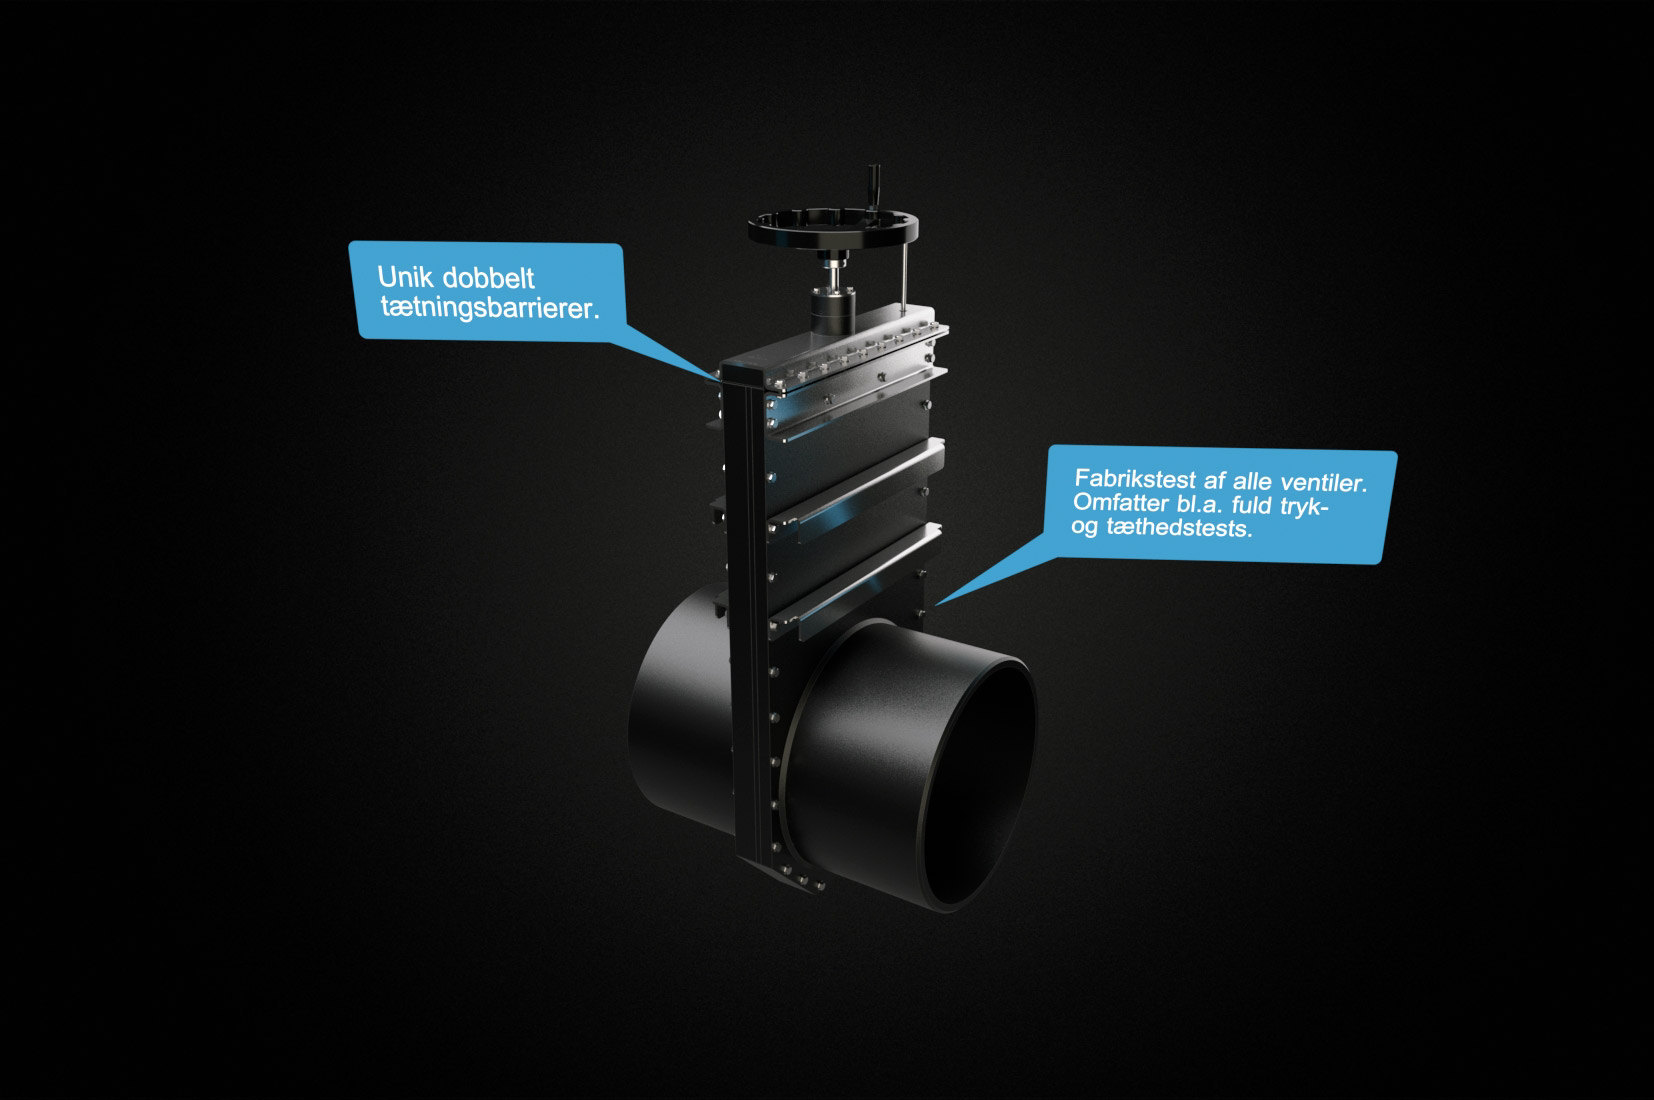 Unik dobbelt
tætningsbarrierer.
Fabrikstest af alle ventiler.
Omfatter bl.a. fuld tryk-
og tæthedstests.